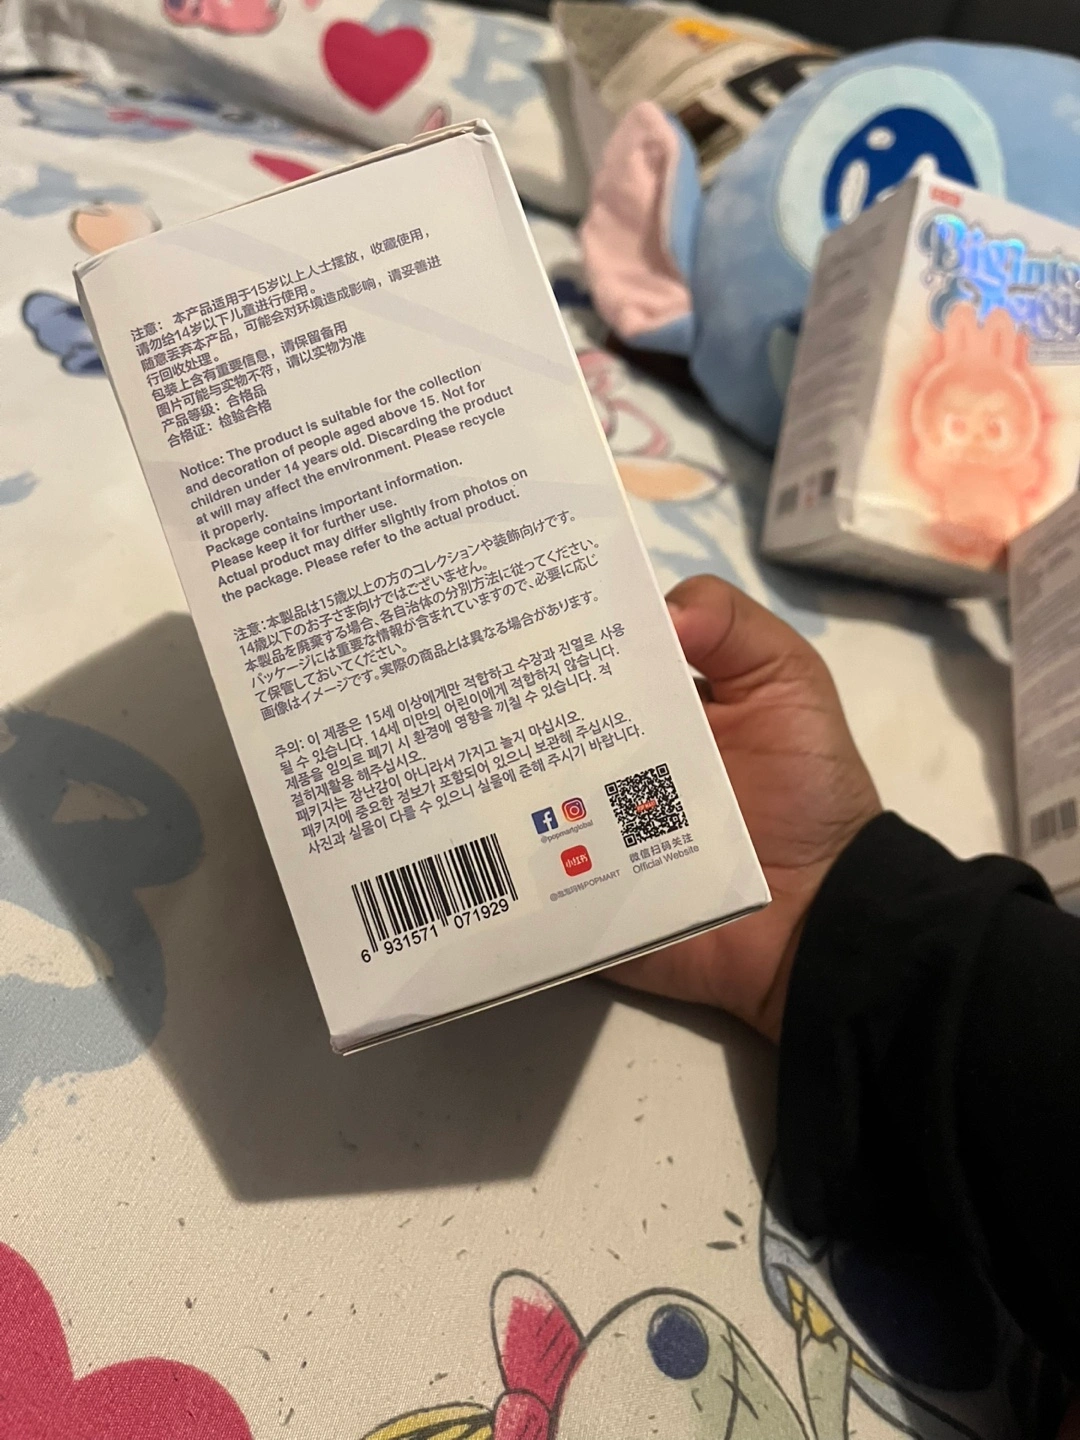 注意： 本产品适用于15岁以上人士摆放，收藏使用，
请勿给14岁以下儿童进行使用。
随意丢弃本产品，可能会对环境造成影响，请妥善进
行回收处理。
包装上含有重要信息，请保留备用
图片可能与实物不符，请以实物为准
产品等级：合格品
合格证：检验合格
Notice: The product is suitable for the collection
and decoration of people aged above 15. Not for
children under 14 years old. Discarding the product
at will may affect the environment. Please recycle
it properly.
Package contains important information.
Please keep it for further use.
Actual product may differ slightly from photos on
the package. Please refer to the actual product.
注意：本製品は15歳以上の方のコレクションや装飾向けです。
14歳以下のお子さま向けではございません。
本製品を廃棄する場合、各自治体の分別方法に従ってください。
パッケージには重要な情報が含まれていますので、必要に応じ
て保管しておいてください。
画像はイメージです。実際の商品とは異なる場合があります。
주의: 이 제품은 15세 이상에게만 적합하고 수장과 진열로 사용
될 수 있습니다. 14세 미만의 어린이에게 적합하지 않습니다.
제품을 임의로 폐기 시 환경에 영향을 끼칠 수 있습니다. 적
절히재활용 해주십시오.
패키지는 장난감이 아니라서 가지고 놀지 마십시오.
패키지에 중요한 정보가 포함되어 있으니 보관해 주십시오.
사진과 실물이 다를 수 있으니 실물에 준해 주시기 바랍니다.
@popmartglobal
小红书
@泡泡玛特POPMART
微信扫码关注
Official Website
6 931571 071929
Big into
Energy